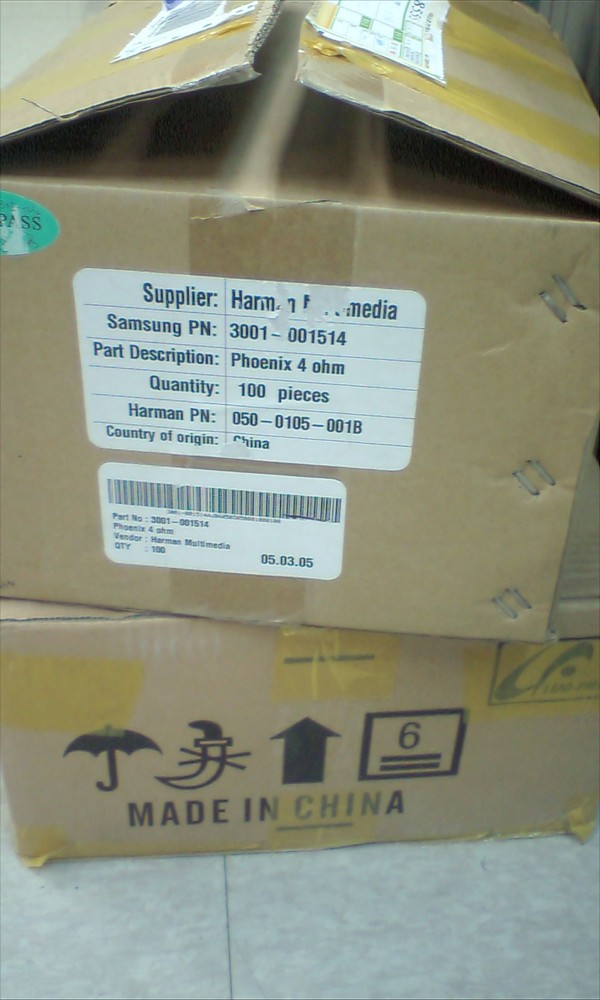 PASS
Supplier: Harman media
Samsung PN: 3001-001514
Part Description: Phoenix 4 ohm
Quantity: 100 pieces
Harman PN: 050-0105-001B
Country of origin: China
Part No : 3001-001514
Phoenix 4 ohm
Vendor : Harman Multimedia
QTY : 100
05.03.05
6
MADE IN CHINA